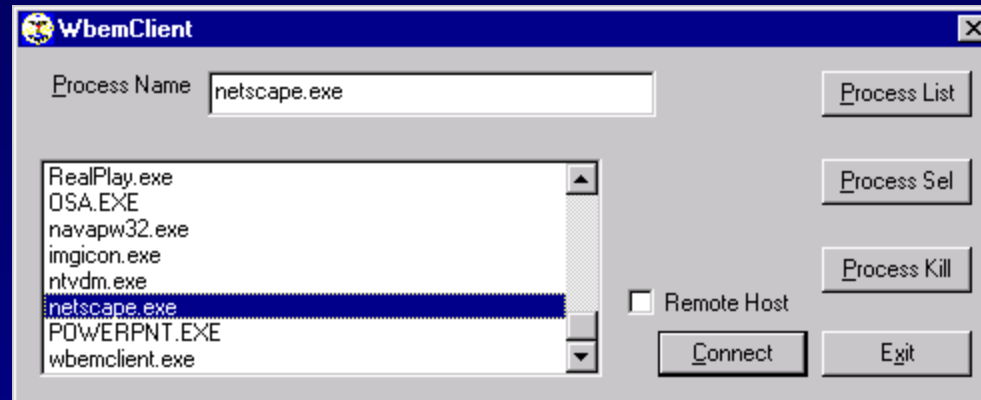 WbemClient
Process Name
netscape.exe
Process List
RealPlay.exe
OSA.EXE
navapw32.exe
imgicon.exe
ntvdm.exe
netscape.exe
POWERPNT.EXE
wbemclient.exe
Process Sel
Process Kill
Remote Host
Connect
Exit